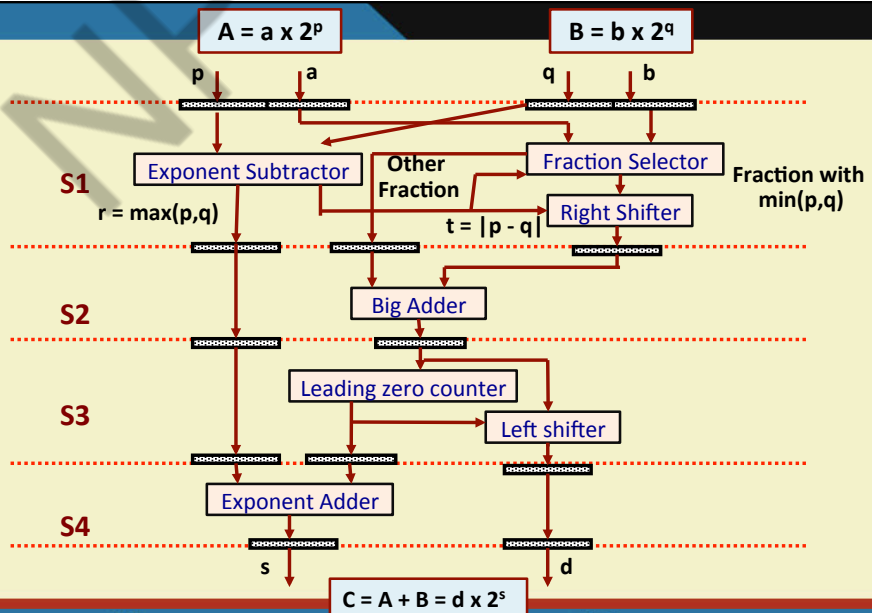 A = a x 2ᵖ
B = b x 2^q
p a q b
Exponent Subtractor
Other
Fraction
Fraction Selector
Fraction with
min(p,q)
S1
r = max(p,q)
t = |p - q|
Right Shifter
S2
Big Adder
S3
Leading zero counter
Left shifter
S4
Exponent Adder
s d
C = A + B = d x 2ˢ